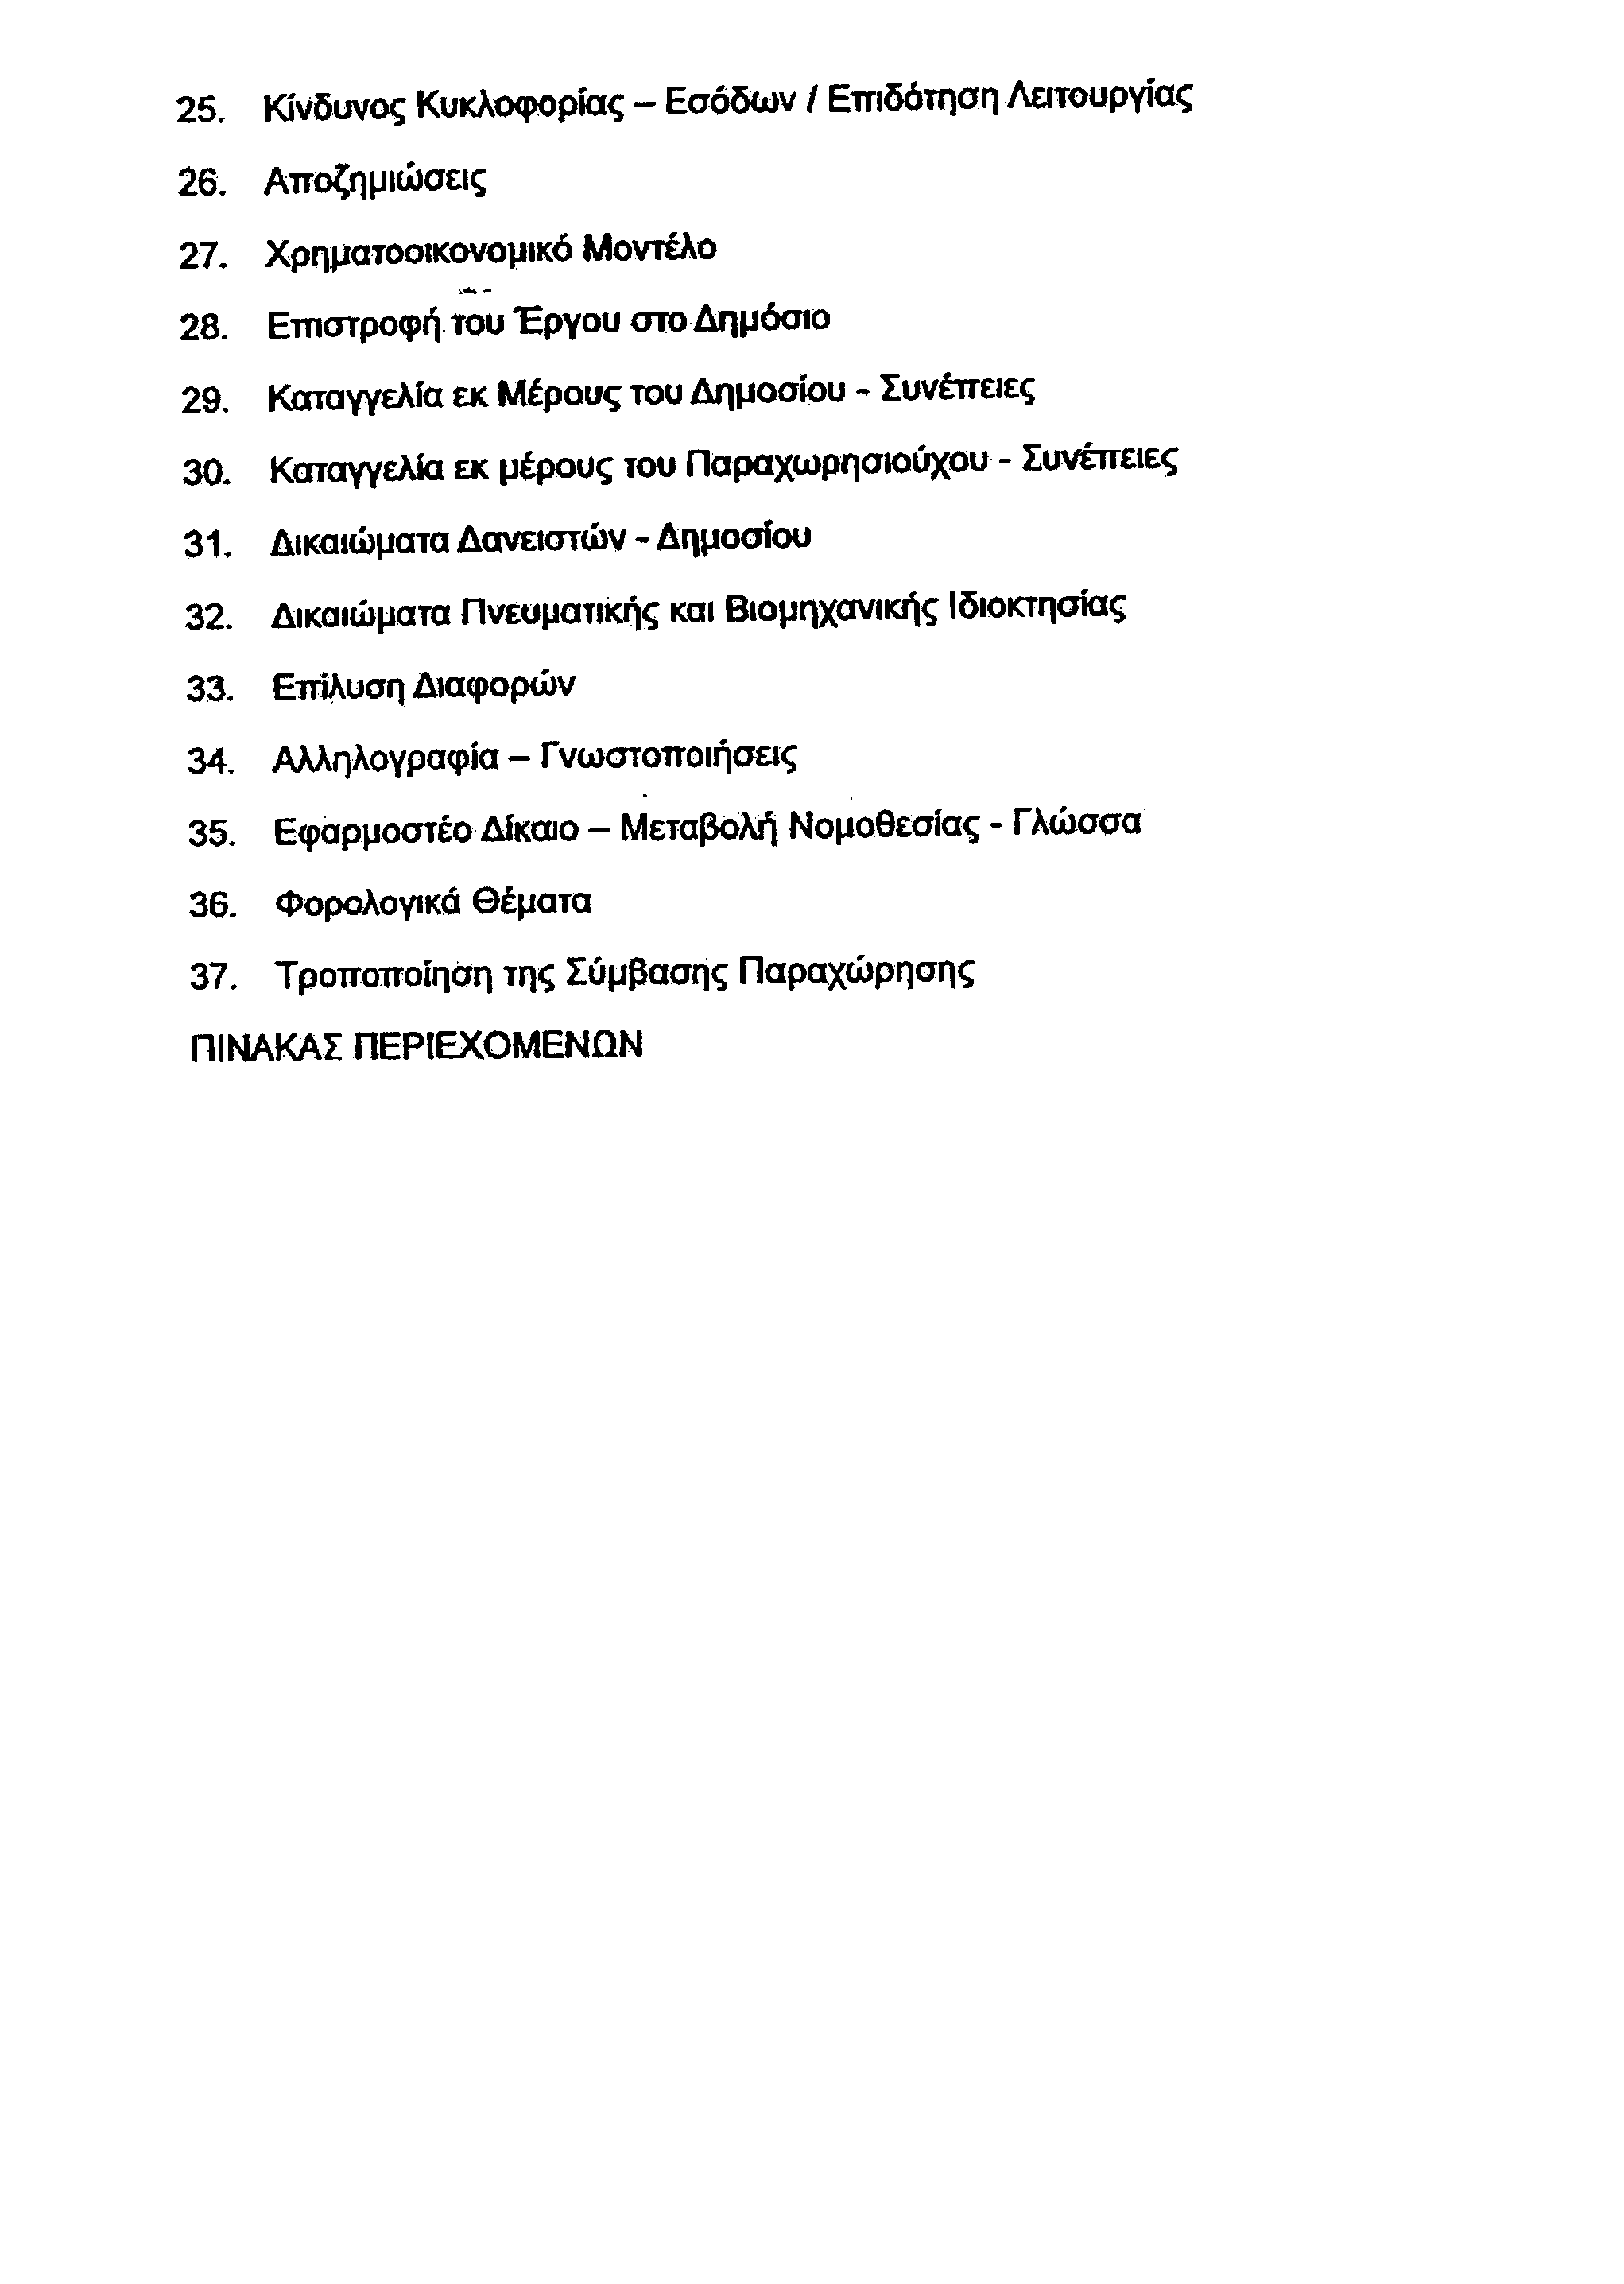 25. Κίνδυνος Κυκλοφορίας – Εσόδων / Επιδότηση Λειτουργίας
26. Αποζημιώσεις
27. Χρηματοοικονομικό Μοντέλο
28. Επιστροφή του Έργου στο Δημόσιο
29. Καταγγελία εκ Μέρους του Δημοσίου - Συνέπειες
30. Καταγγελία εκ μέρους του Παραχωρησιούχου - Συνέπειες
31. Δικαιώματα Δανειστών - Δημοσίου
32. Δικαιώματα Πνευματικής και Βιομηχανικής Ιδιοκτησίας
33. Επίλυση Διαφορών
34. Αλληλογραφία – Γνωστοποιήσεις
35. Εφαρμοστέο Δίκαιο – Μεταβολή Νομοθεσίας - Γλώσσα
36. Φορολογικά Θέματα
37. Τροποποίηση της Σύμβασης Παραχώρησης
ΠΙΝΑΚΑΣ ΠΕΡΙΕΧΟΜΕΝΩΝ